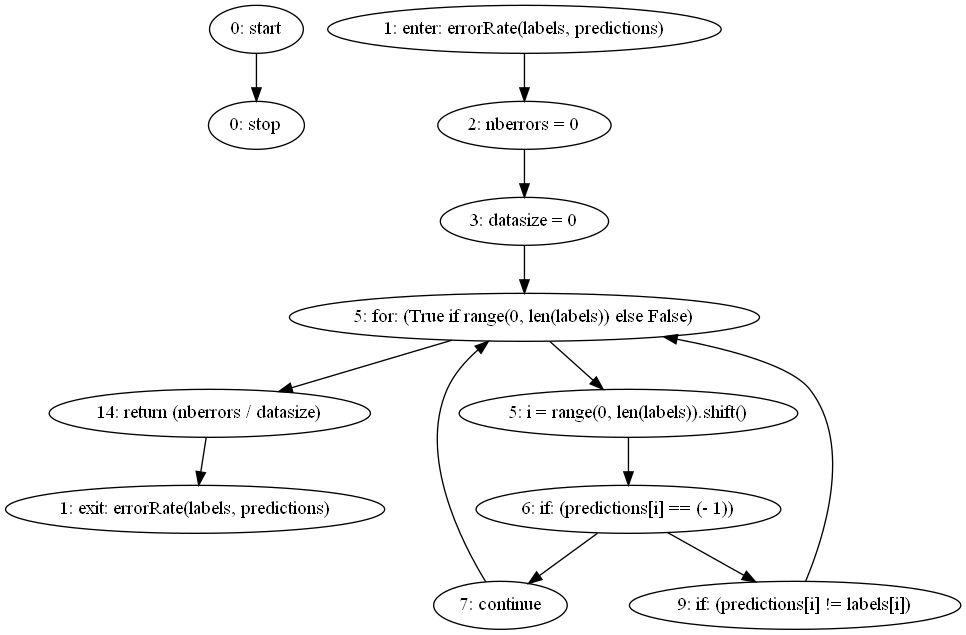 0: start
1: enter: errorRate(labels, predictions)
0: stop
2: nberrors = 0
3: datasize = 0
5: for: (True if range(0, len(labels)) else False)
14: return (nberrors / datasize)
5: i = range(0, len(labels)).shift()
1: exit: errorRate(labels, predictions)
6: if: (predictions[i] == (- 1))
7: continue
9: if: (predictions[i] != labels[i])